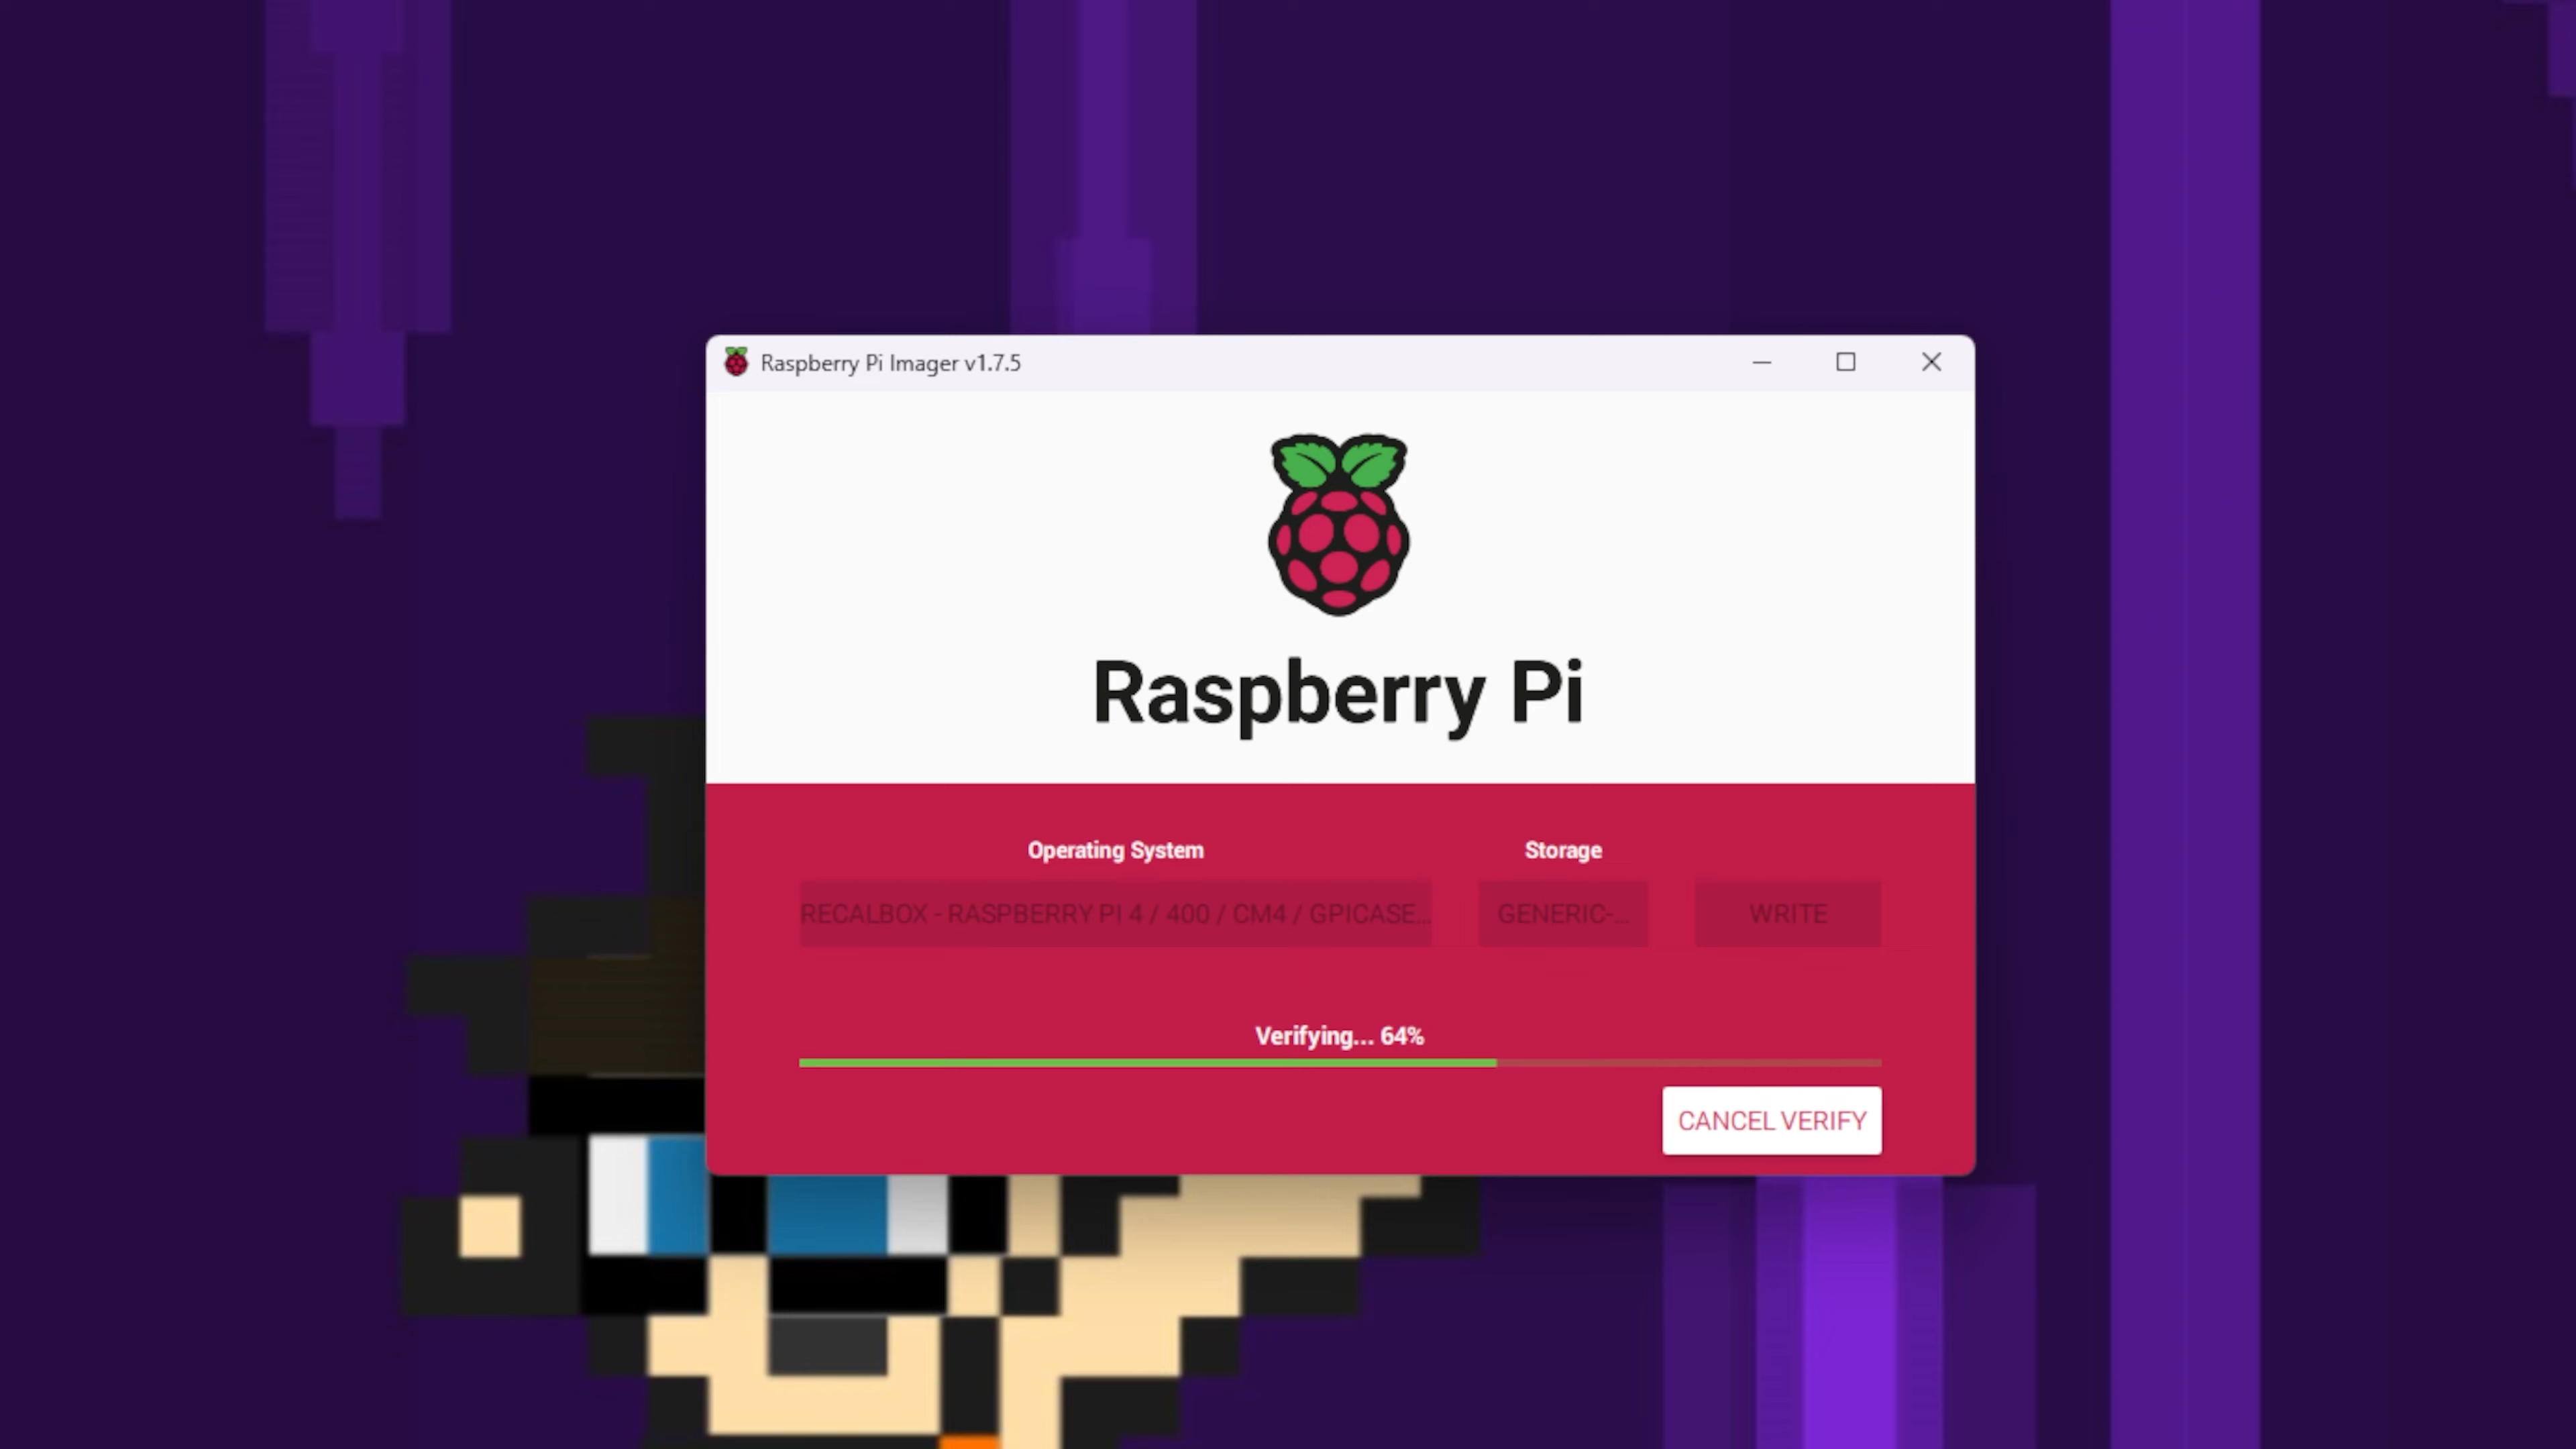 Raspberry Pi Imager v1.7.5
Raspberry Pi
Operating System
Storage
RECALBOX - RASPBERRY PI 4 / 400 / CM4 / GPICASE...
GENERIC-...
WRITE
Verifying... 64%
CANCEL VERIFY